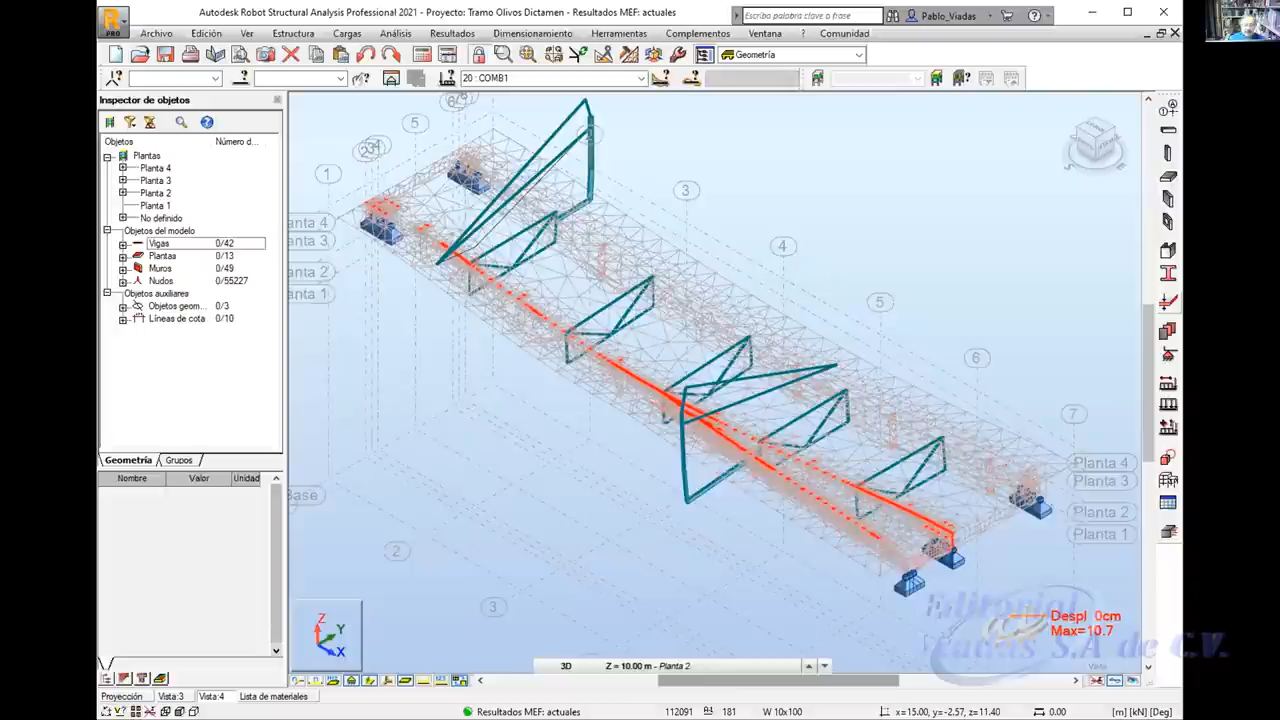 Autodesk Robot Structural Analysis Professional 2021 - Proyecto: Tramo Olivos Dictamen - Resultados MEF: actuales
Escriba palabra clave o frase
Pablo_Viadas
PRO
Archivo Edición Ver Estructura Cargas Análisis Resultados Dimensionamiento Herramientas Complementos Ventana ? Comunidad
Geometría
20 : COMB1
Inspector de objetos
Objetos Número d...
Plantas
Planta 4
Planta 3
Planta 2
Planta 1
No definido
Objetos del modelo
Vigas 0/42
Plantas 0/13
Muros 0/49
Nudos 0/55227
Objetos auxiliares
Objetos geom... 0/3
Líneas de cota 0/10
Geometría Grupos
Nombre Valor Unidad
1
5
3
4
5
6
7
anta 4
anta 3
anta 2
anta 1
Base
2
3
Planta 4
Planta 3
Planta 2
Planta 1
Z
Y
X
Despl 0cm
Max=10.7
Editorial
Viadas S.A de C.V.
3D Z = 10.00 m - Planta 2
Proyección Vista:3 Vista:4 Lista de materiales
Resultados MEF: actuales 112091 181 W 10x100 x=15.00, y=-2.57, z=11.40 0.00 [m] [kN] [Deg]